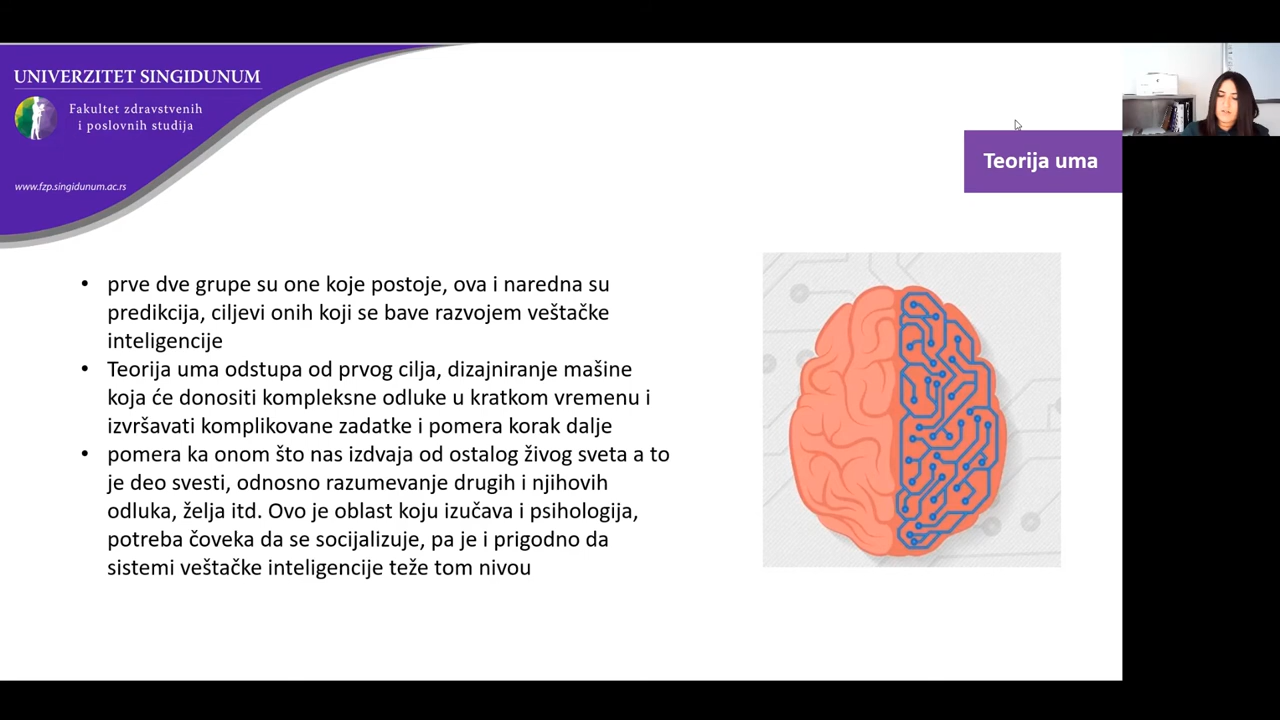 UNIVERZITET SINGIDUNUM
Fakultet zdravstvenih
i poslovnih studija
www.fzp.singidunum.ac.rs
Teorija uma
• prve dve grupe su one koje postoje, ova i naredna su
predikcija, ciljevi onih koji se bave razvojem veštačke
inteligencije
• Teorija uma odstupa od prvog cilja, dizajniranje mašine
koja će donositi kompleksne odluke u kratkom vremenu i
izvršavati komplikovane zadatke i pomera korak dalje
• pomera ka onom što nas izdvaja od ostalog živog sveta a to
je deo svesti, odnosno razumevanje drugih i njihovih
odluka, želja itd. Ovo je oblast koju izučava i psihologija,
potreba čoveka da se socijalizuje, pa je i prigodno da
sistemi veštačke inteligencije teže tom nivou